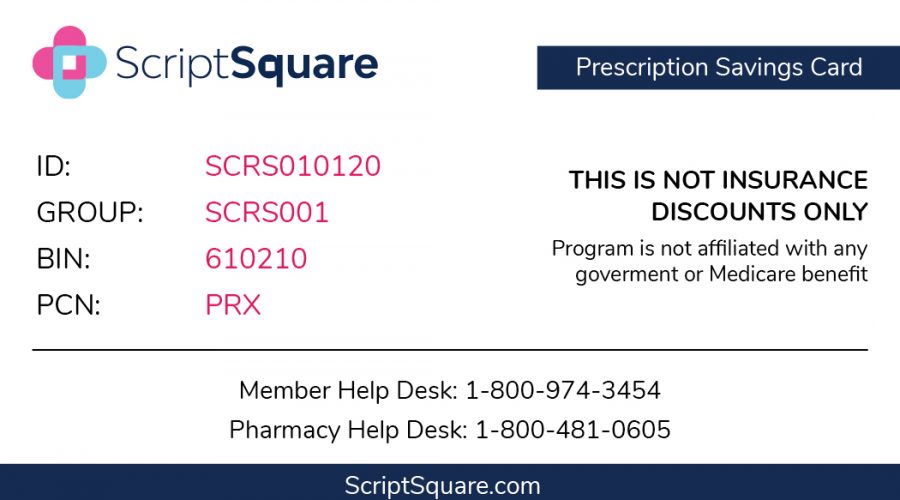 ScriptSquare
Prescription Savings Card
ID: SCRS010120
GROUP: SCRS001
BIN: 610210
PCN: PRX
THIS IS NOT INSURANCE
DISCOUNTS ONLY
Program is not affiliated with any
goverment or Medicare benefit
Member Help Desk: 1-800-974-3454
Pharmacy Help Desk: 1-800-481-0605
ScriptSquare.com